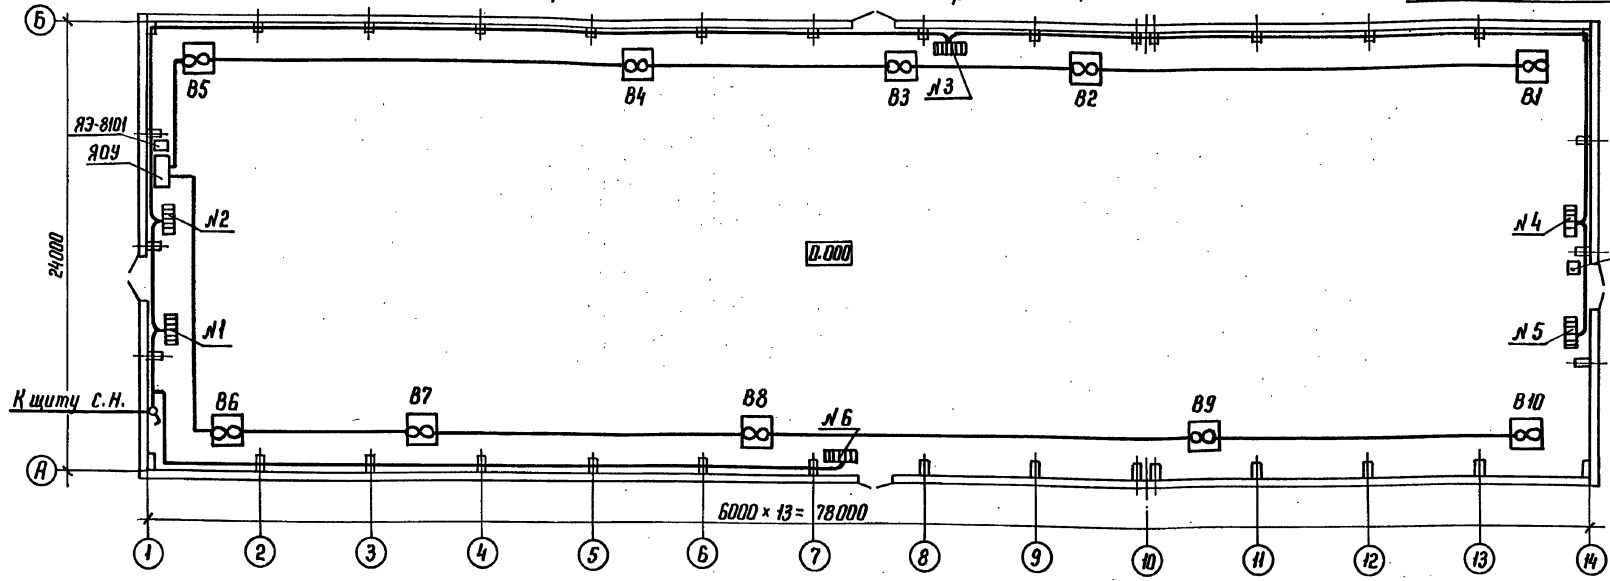 Б
В5
В4
В3
N3
В2
В1
ЯЭ-8101
ЯОУ
N2
N4
24000
0.000
N1
N5
К щиту С.Н.
В6
В7
В8
N6
В9
В10
А
6000 × 13 = 78000
1 2 3 4 5 6 7 8 9 10 11 12 13 14